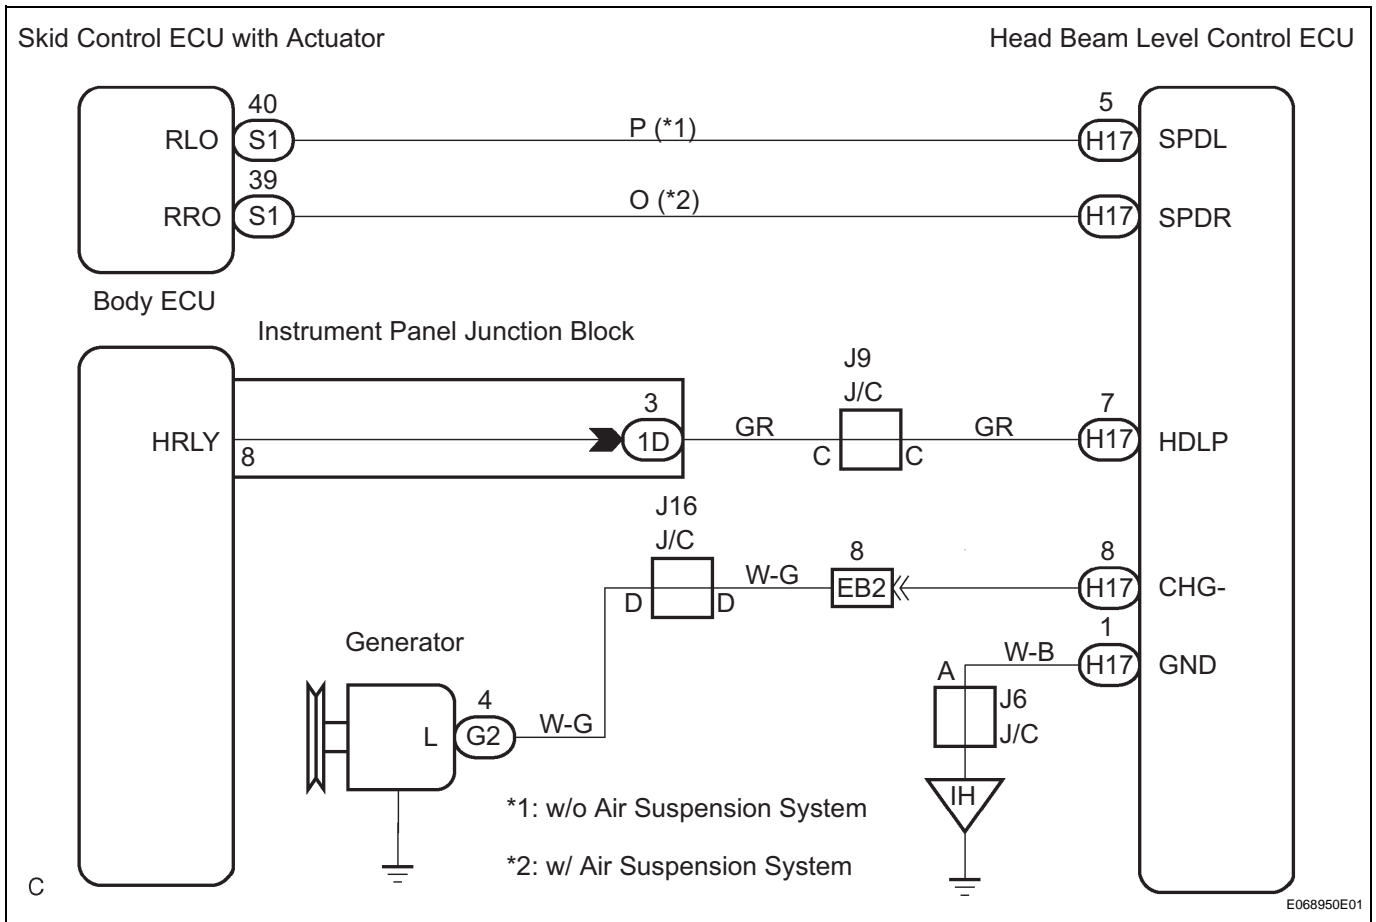 Skid Control ECU with Actuator
Head Beam Level Control ECU
40
5
RLO
S1
P (*1)
H17
SPDL
39
RRO
S1
O (*2)
H17
SPDR
Body ECU
Instrument Panel Junction Block
J9
J/C
3
7
HRLY
8
1D
GR
C
C
GR
H17
HDLP
J16
J/C
8
8
D
D
W-G
EB2
H17
CHG-
1
Generator
A
W-B
H17
GND
4
J6
J/C
L
G2
W-G
IH
*1: w/o Air Suspension System
*2: w/ Air Suspension System
C
E068950E01